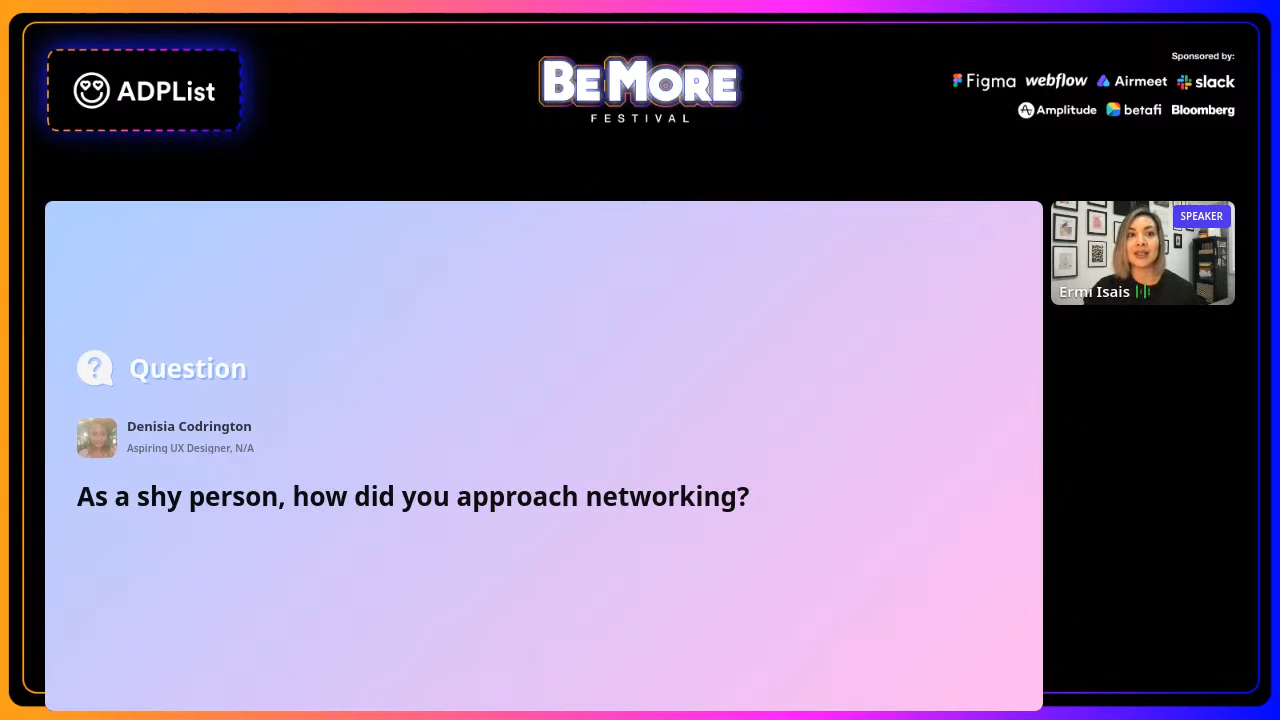 ADPList
BE MORE
FESTIVAL
Sponsored by:
Figma webflow Airmeet slack
Amplitude betafi Bloomberg
SPEAKER
Ermi Isais
? Question
Denisia Codrington
Aspiring UX Designer, N/A
As a shy person, how did you approach networking?